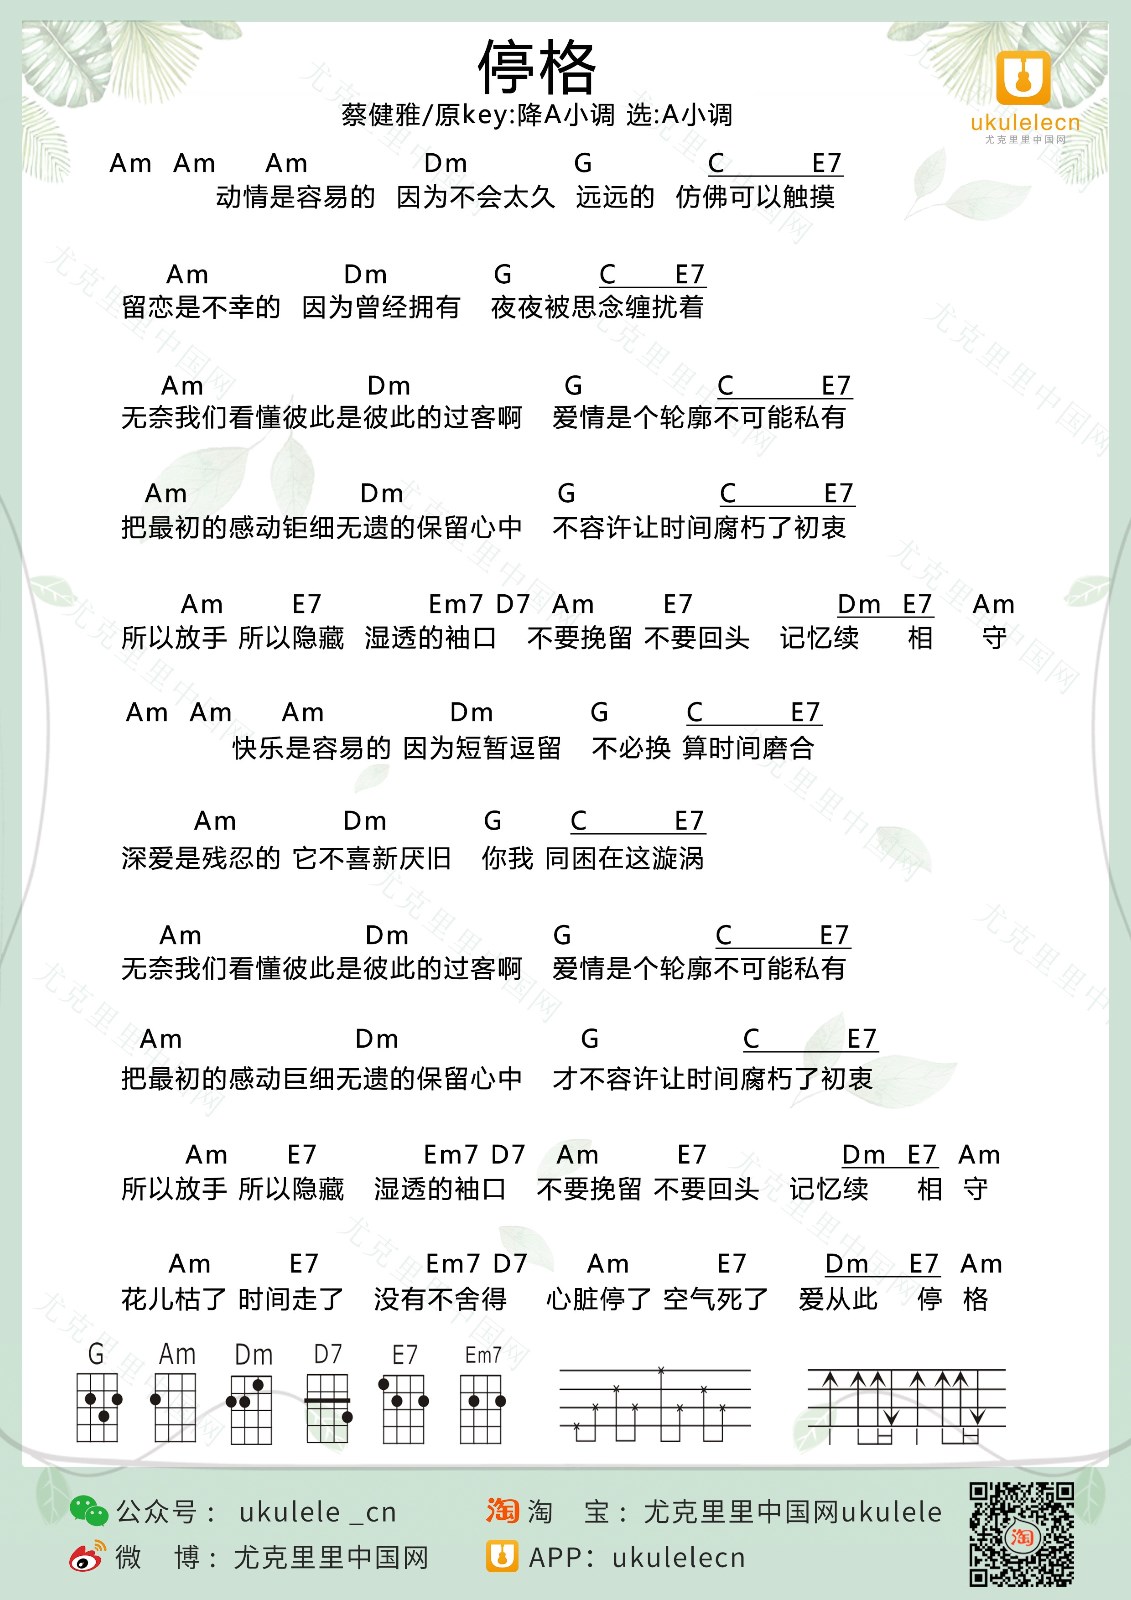 停格
蔡健雅/原key:降A小调 选:A小调
ukulelecn
尤克里里中国网
Am Am Am Dm G C E7
动情是容易的 因为不会太久 远远的 仿佛可以触摸
Am Dm G C E7
留恋是不幸的 因为曾经拥有 夜夜被思念缠扰着
Am Dm G C E7
无奈我们看懂彼此是彼此的过客啊 爱情是个轮廓不可能私有
Am Dm G C E7
把最初的感动钜细无遗的保留心中 不容许让时间腐朽了初衷
Am E7 Em7 D7 Am E7 Dm E7 Am
所以放手 所以隐藏 湿透的袖口 不要挽留 不要回头 记忆续 相 守
Am Am Am Dm G C E7
快乐是容易的 因为短暂逗留 不必换 算时间磨合
Am Dm G C E7
深爱是残忍的 它不喜新厌旧 你我 同困在这漩涡
Am Dm G C E7
无奈我们看懂彼此是彼此的过客啊 爱情是个轮廓不可能私有
Am Dm G C E7
把最初的感动巨细无遗的保留心中 才不容许让时间腐朽了初衷
Am E7 Em7 D7 Am E7 Dm E7 Am
所以放手 所以隐藏 湿透的袖口 不要挽留 不要回头 记忆续 相 守
Am E7 Em7 D7 Am E7 Dm E7 Am
花儿枯了 时间走了 没有不舍得 心脏停了 空气死了 爱从此 停 格
G Am Dm D7 E7 Em7
公众号： ukulele _cn
淘 淘 宝：尤克里里中国网ukulele
微 博：尤克里里中国网
APP：ukulelecn
淘